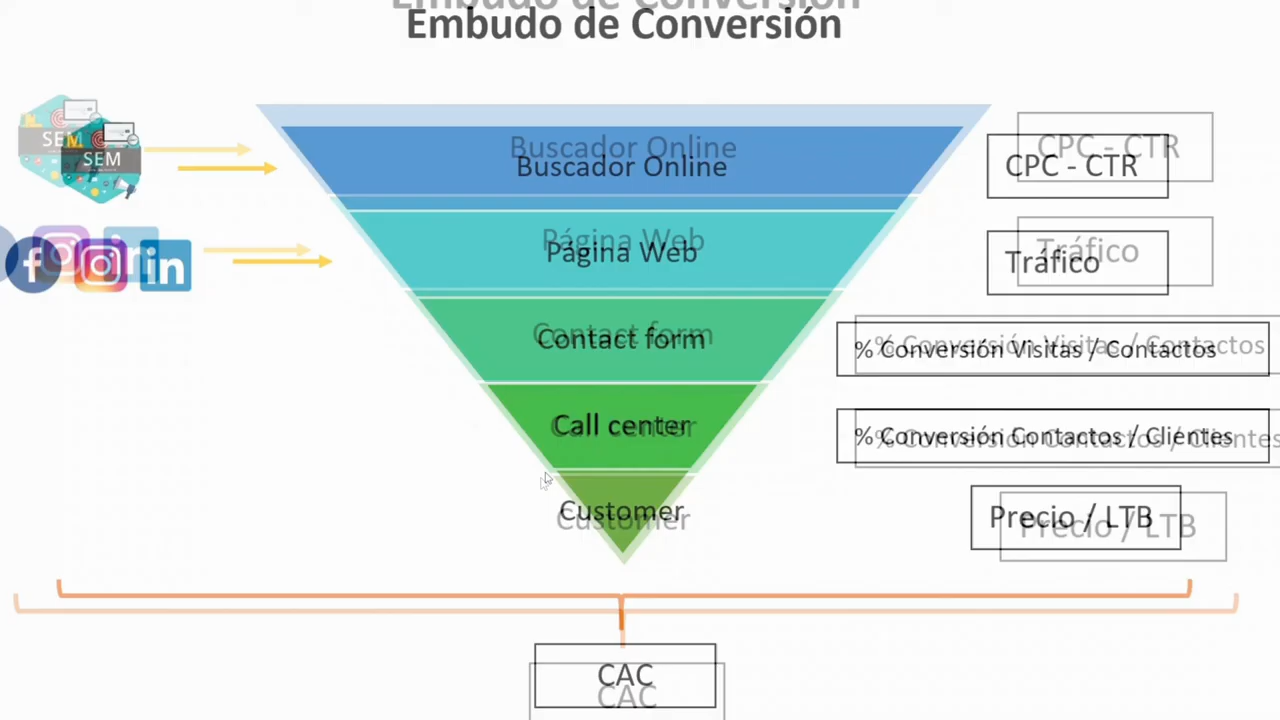 Embudo de Conversión
SEM
Buscador Online
CPC - CTR
Página Web
Tráfico
Contact form
% Conversión Visitas / Contactos
Call center
% Conversión Contactos / Clientes
Customer
Precio / LTB
CAC